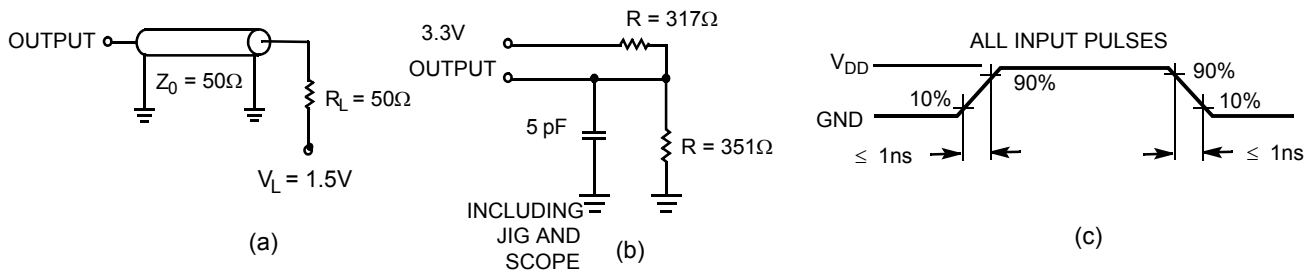 OUTPUT
Z0 = 50Ω
RL = 50Ω
VL = 1.5V
(a)
R = 317Ω
3.3V
OUTPUT
5 pF
R = 351Ω
INCLUDING
JIG AND
SCOPE
(b)
ALL INPUT PULSES
VDD
90%
90%
10%
10%
GND
≤ 1ns
≤ 1ns
(c)